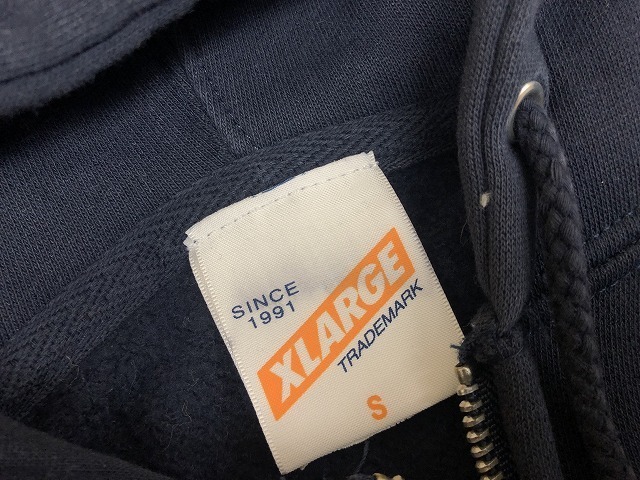 SINCE
1991
XLARGE
TRADEMARK
S